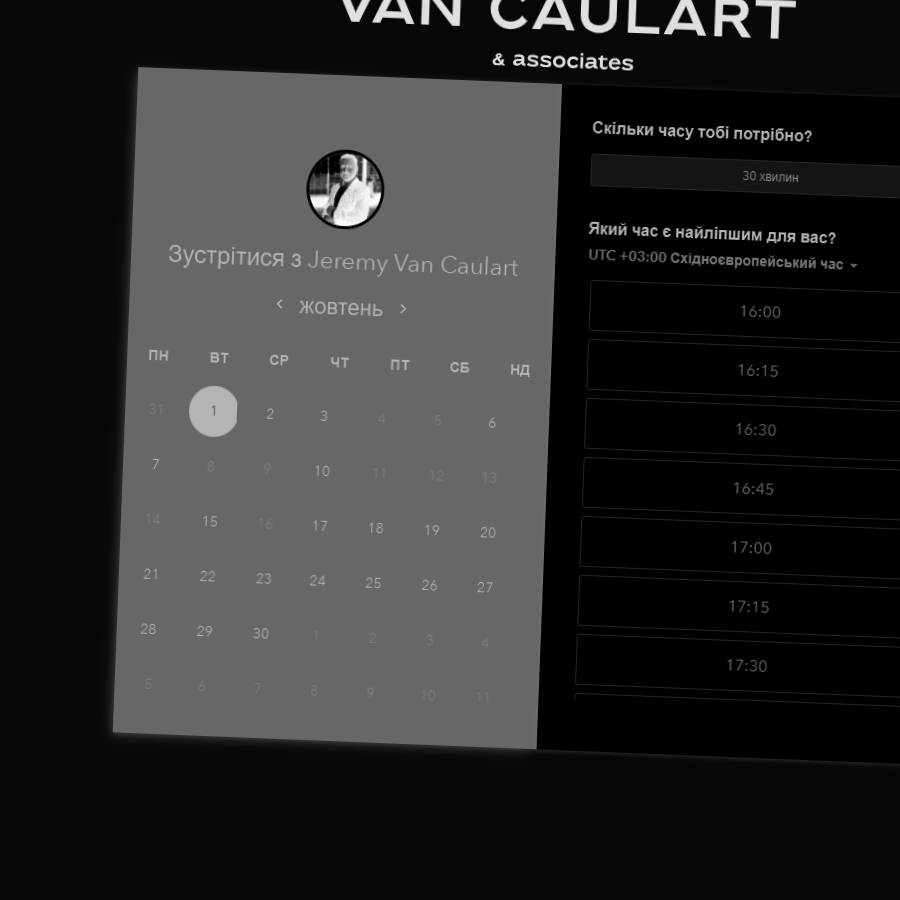 VAN CAULART
& associates
Зустрітися з Jeremy Van Caulart
жовтень
ПН ВТ СР ЧТ ПТ СБ НД
31 1 2 3 4 5 6
7 8 9 10 11 12 13
14 15 16 17 18 19 20
21 22 23 24 25 26 27
28 29 30 1 2 3 4
5 6 7 8 9 10 11
Скільки часу тобі потрібно?
30 хвилин
Який час є найліпшим для вас?
UTC +03:00 Східноєвропейський час
16:00
16:15
16:30
16:45
17:00
17:15
17:30